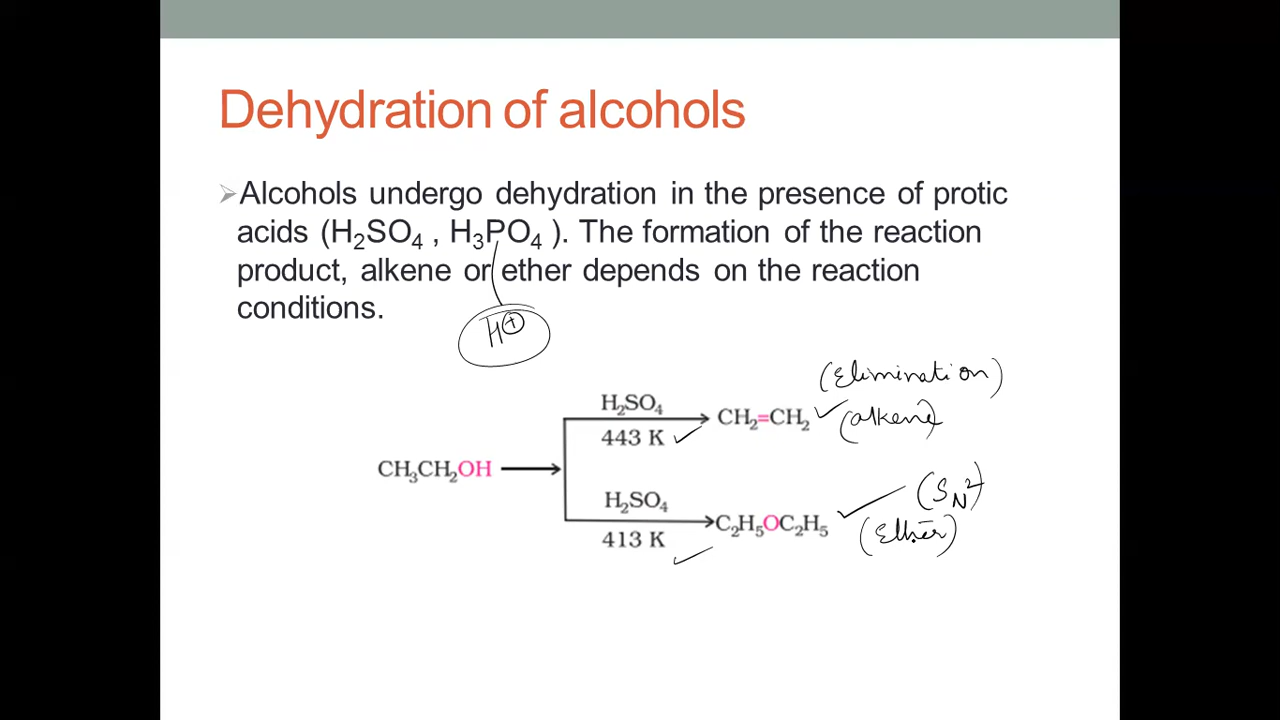 Dehydration of alcohols
➢Alcohols undergo dehydration in the presence of protic
acids (H₂SO₄ , H₃PO₄ ). The formation of the reaction
product, alkene or ether depends on the reaction
conditions.
H⊕
(Elimination)
H₂SO₄
CH₂=CH₂ (alkene)
443 K
CH₃CH₂OH
(SN2)
H₂SO₄
C₂H₅OC₂H₅ (Ether)
413 K